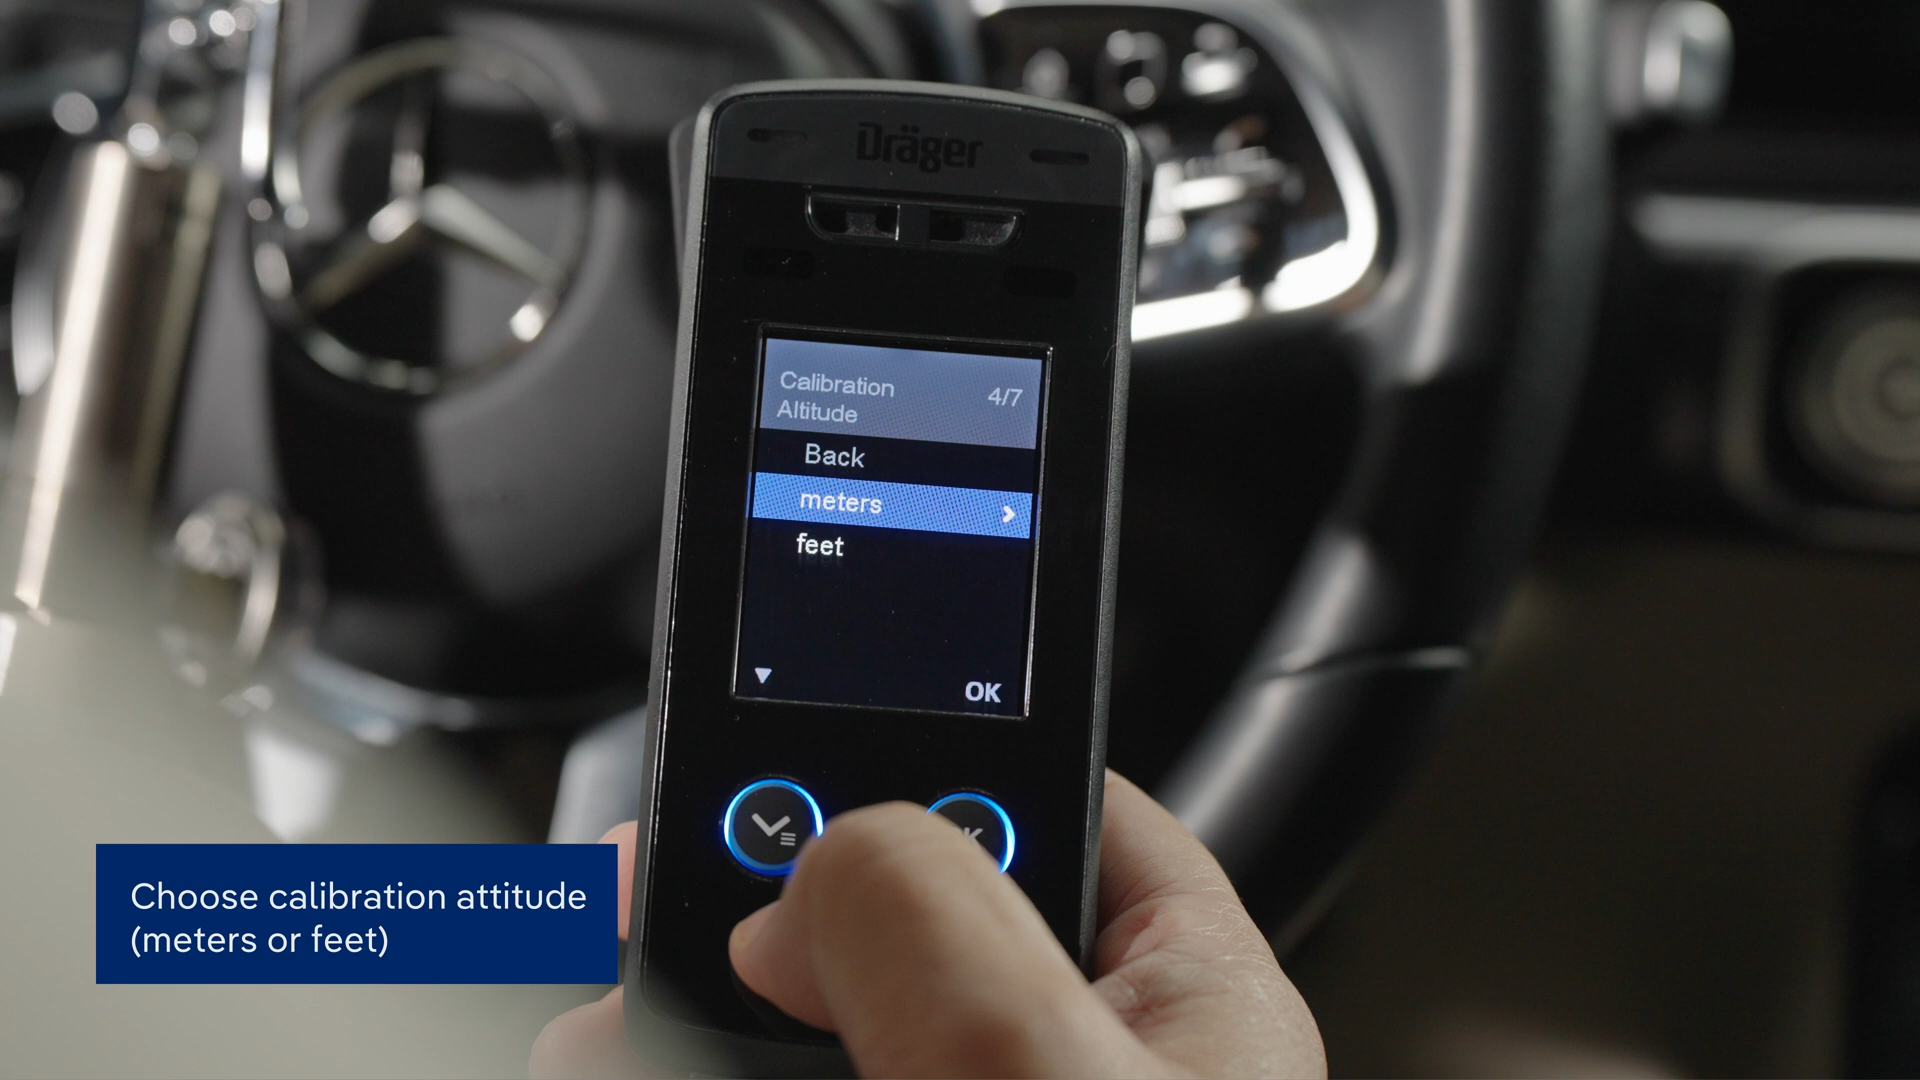 Dräger
Calibration
Altitude
4/7
Back
meters
feet
OK
Choose calibration attitude
(meters or feet)